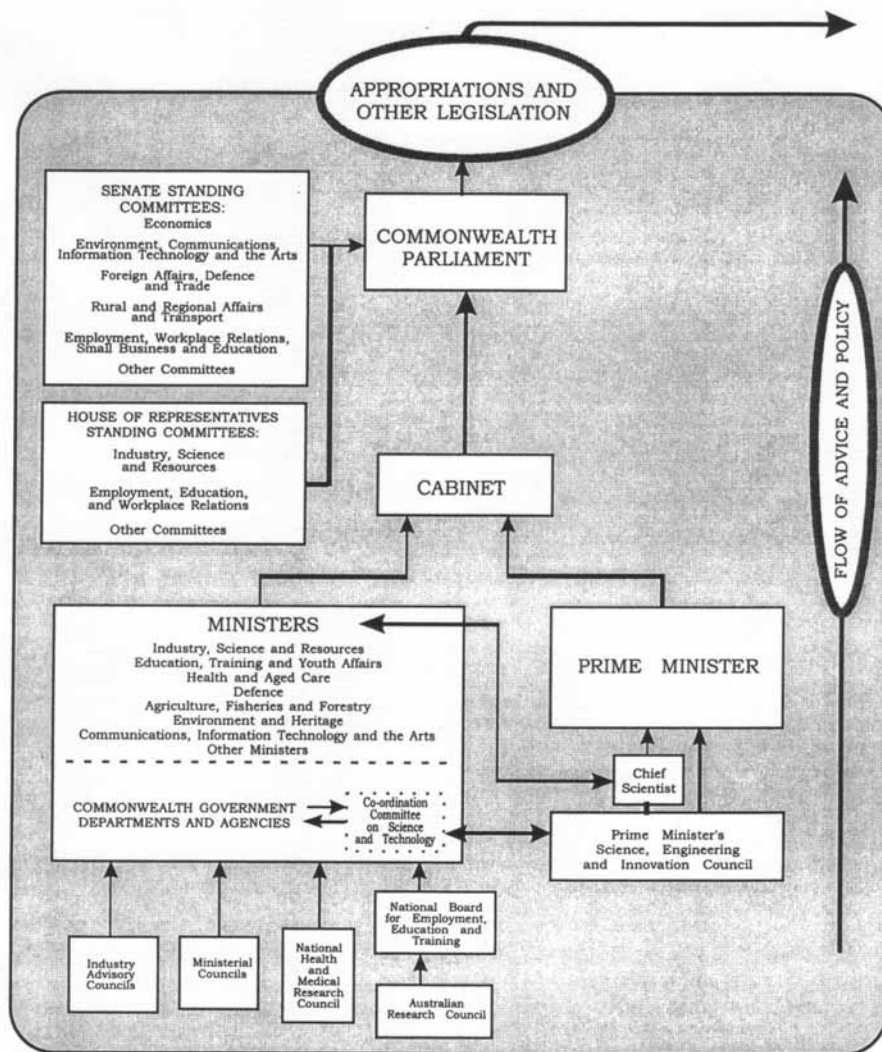 APPROPRIATIONS AND
OTHER LEGISLATION
SENATE STANDING
COMMITTEES:
Economics
Environment, Communications,
Information Technology and the Arts
Foreign Affairs, Defence
and Trade
Rural and Regional Affairs
and Transport
Employment, Workplace Relations,
Small Business and Education
Other Committees
COMMONWEALTH
PARLIAMENT
HOUSE OF REPRESENTATIVES
STANDING COMMITTEES:
Industry, Science
and Resources
Employment, Education,
and Workplace Relations
Other Committees
CABINET
FLOW OF ADVICE AND POLICY
MINISTERS
Industry, Science and Resources
Education, Training and Youth Affairs
Health and Aged Care
Defence
Agriculture, Fisheries and Forestry
Environment and Heritage
Communications, Information Technology and the Arts
Other Ministers
COMMONWEALTH GOVERNMENT
DEPARTMENTS AND AGENCIES
Co-ordination
Committee
on Science
and Technology
PRIME MINISTER
Chief
Scientist
Prime Minister's
Science, Engineering
and Innovation Council
Industry
Advisory
Councils
Ministerial
Councils
National
Health
and
Medical
Research
Council
National Board
for Employment,
Education and
Training
Australian
Research Council